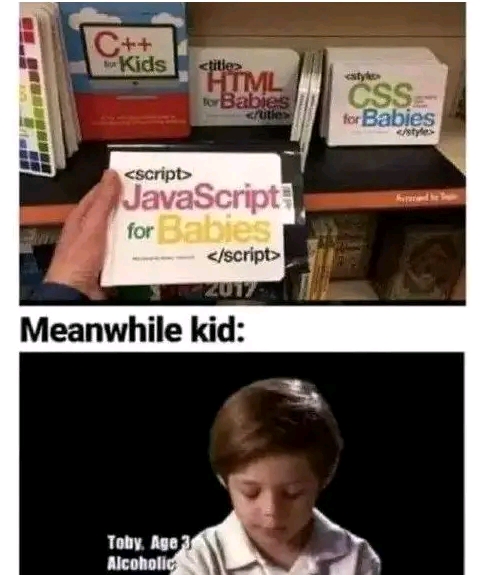 C++
for Kids
<title>
HTML
for Babies
</title>
<style>
CSS
for Babies
</style>
<script>
JavaScript
for Babies
</script>
2017
Meanwhile kid:
Toby, Age 3
Alcoholic